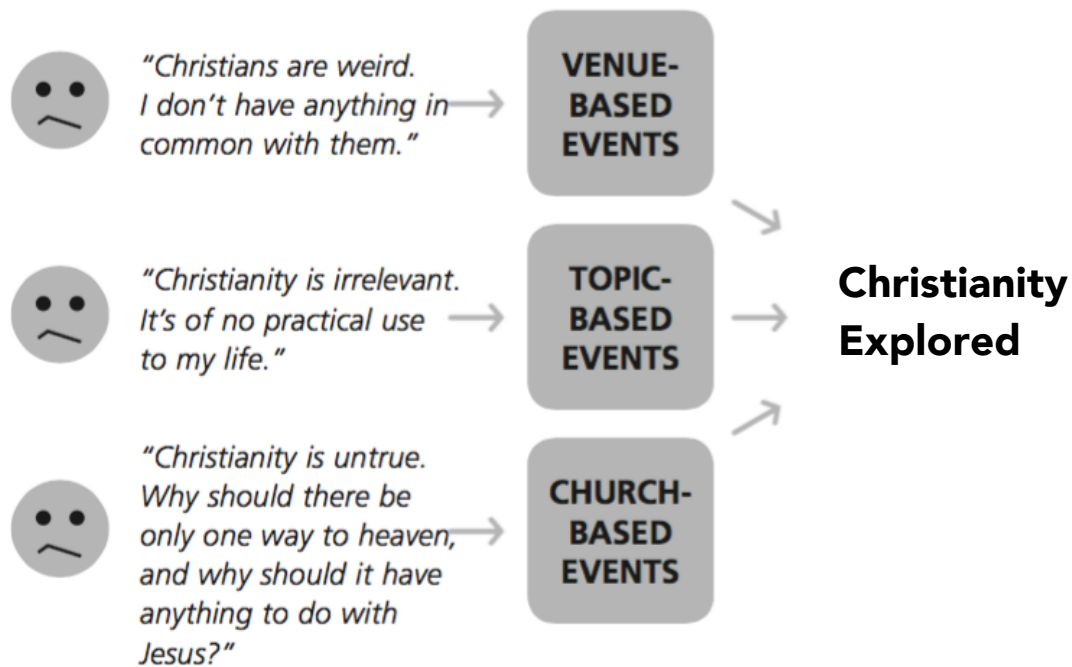 “Christians are weird.
I don’t have anything in
common with them.”
VENUE-
BASED
EVENTS
“Christianity is irrelevant.
It’s of no practical use
to my life.”
TOPIC-
BASED
EVENTS
Christianity
Explored
“Christianity is untrue.
Why should there be
only one way to heaven,
and why should it have
anything to do with
Jesus?”
CHURCH-
BASED
EVENTS